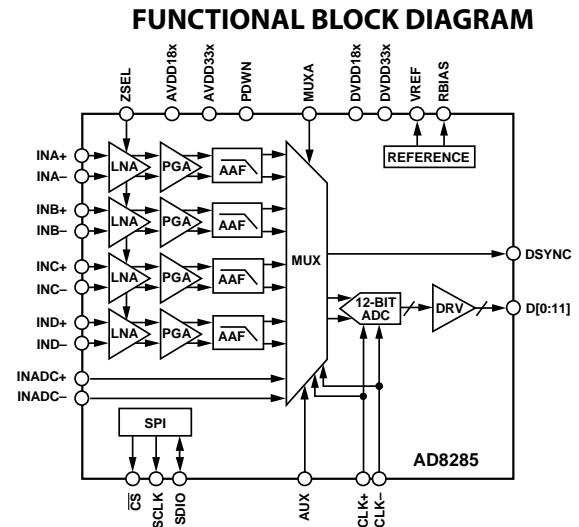 FUNCTIONAL BLOCK DIAGRAM
ZSEL
AVDD18x
AVDD33x
PDWN
MUXA
DVDD18x
DVDD33x
VREF
RBIAS
REFERENCE
INA+
INA–
LNA
PGA
AAF
INB+
INB–
LNA
PGA
AAF
INC+
INC–
LNA
PGA
AAF
IND+
IND–
LNA
PGA
AAF
MUX
DSYNC
12-BIT
ADC
DRV
D[0:11]
INADC+
INADC–
SPI
AD8285
CS
SCLK
SDIO
AUX
CLK+
CLK–